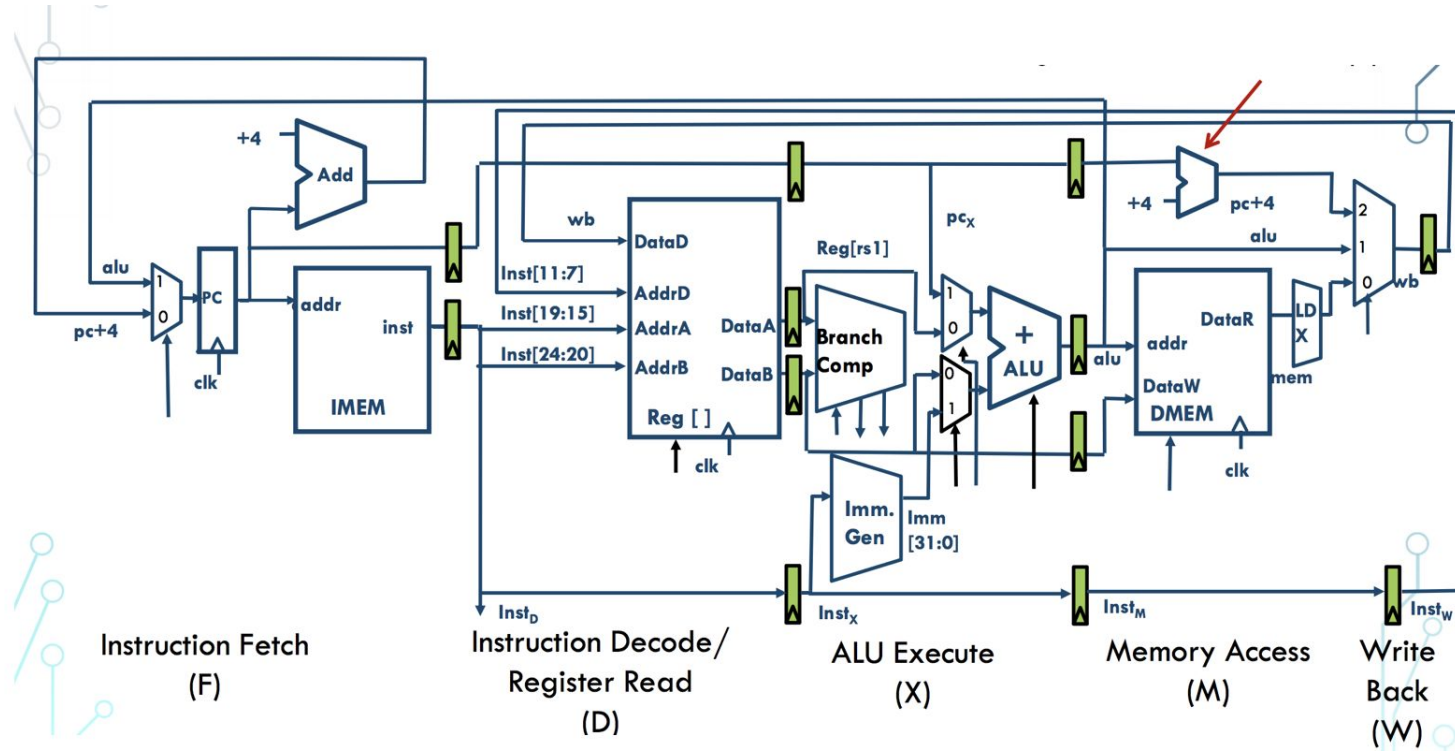 +4
Add
alu
1
0
pc+4
PC
clk
addr
inst
IMEM
wb
Inst[11:7]
Inst[19:15]
Inst[24:20]
DataD
AddrD
AddrA
AddrB
DataA
DataB
Reg [ ]
clk
Reg[rs1]
pcX
Branch
Comp
1
0
0
1
+
ALU
Imm.
Gen
Imm
[31:0]
alu
+4
pc+4
alu
addr
DataR
DataW
DMEM
clk
LD
X
mem
2
1
0
wb
InstD
InstX
InstM
InstW
Instruction Fetch
(F)
Instruction Decode/
Register Read
(D)
ALU Execute
(X)
Memory Access
(M)
Write
Back
(W)